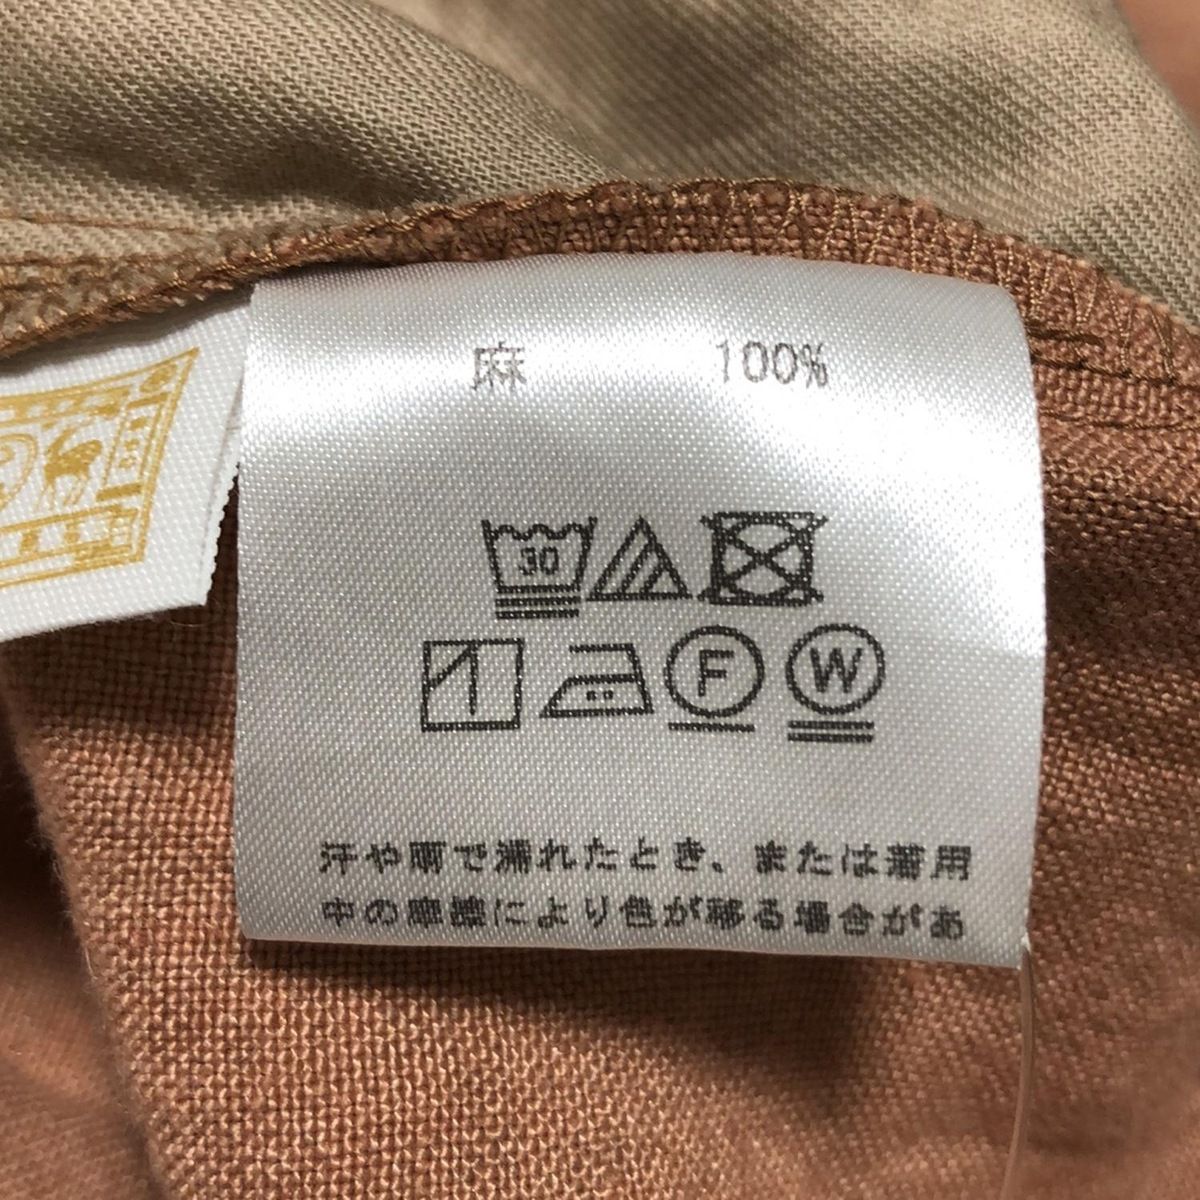 麻 100%
30
F W
汗や雨で濡れたとき、または着用
中の摩擦により色が移る場合があ